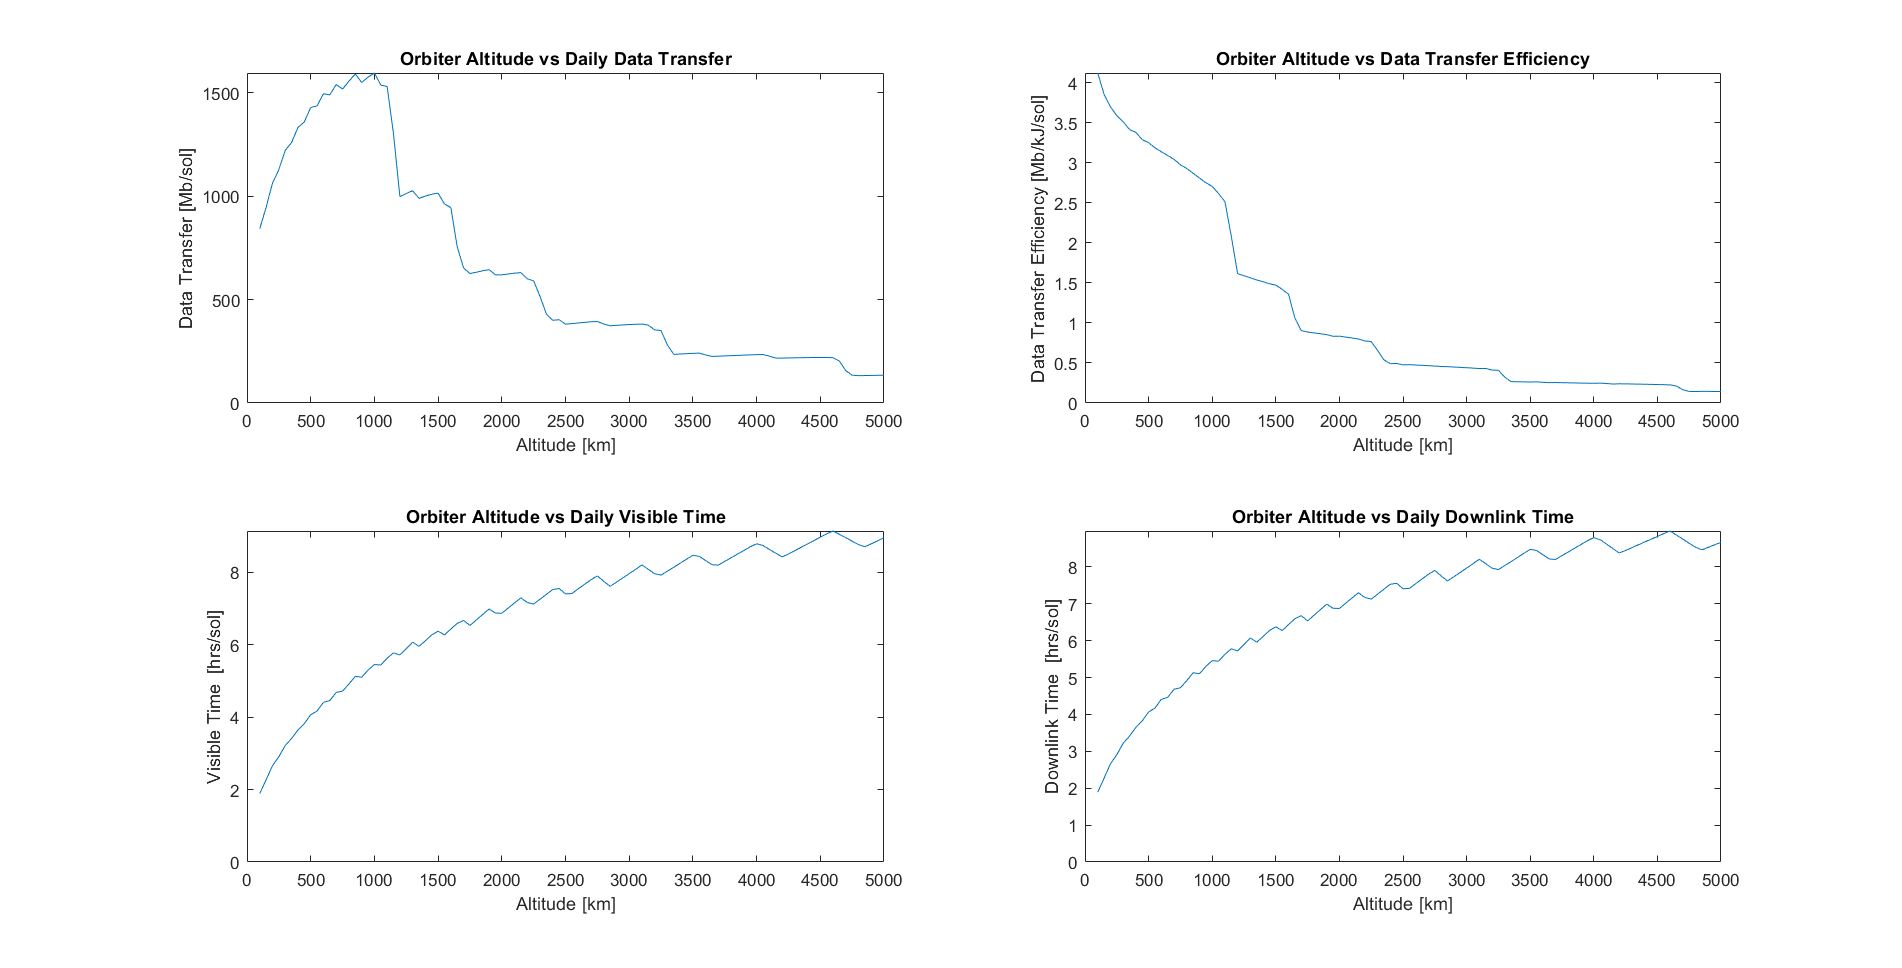 Orbiter Altitude vs Daily Data Transfer
Data Transfer [Mb/sol]
1500
1000
500
0
0 500 1000 1500 2000 2500 3000 3500 4000 4500 5000
Altitude [km]
Orbiter Altitude vs Data Transfer Efficiency
Data Transfer Efficiency [Mb/kJ/sol]
4
3.5
3
2.5
2
1.5
1
0.5
0
0 500 1000 1500 2000 2500 3000 3500 4000 4500 5000
Altitude [km]
Orbiter Altitude vs Daily Visible Time
Visible Time [hrs/sol]
8
6
4
2
0
0 500 1000 1500 2000 2500 3000 3500 4000 4500 5000
Altitude [km]
Orbiter Altitude vs Daily Downlink Time
Downlink Time [hrs/sol]
8
7
6
5
4
3
2
1
0
0 500 1000 1500 2000 2500 3000 3500 4000 4500 5000
Altitude [km]